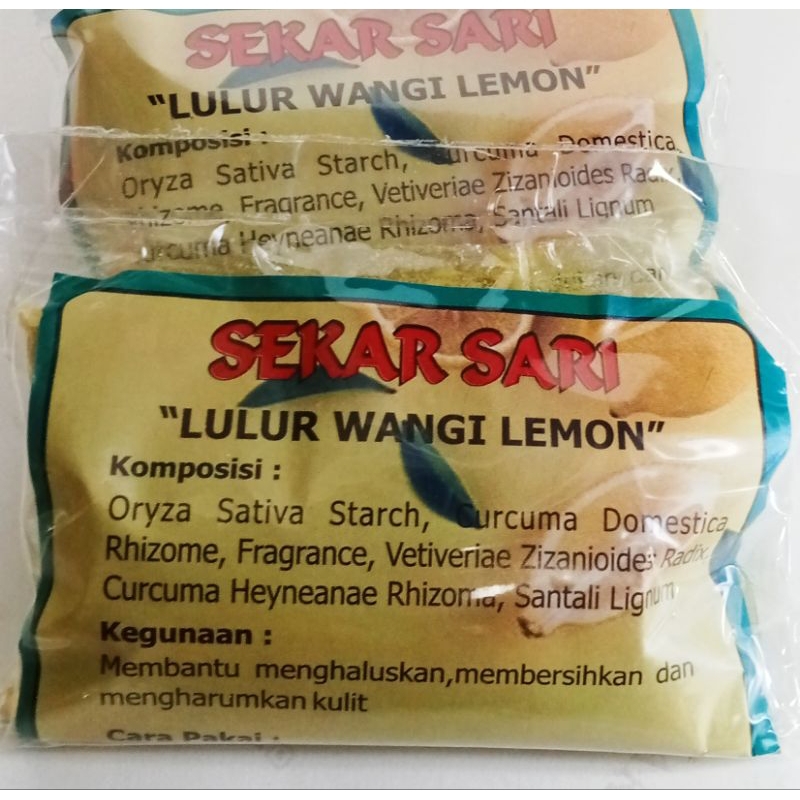 SEKAR SARI
"LULUR WANGI LEMON"
Komposisi :
Oryza Sativa Starch, Curcuma Domestica
Rhizome, Fragrance, Vetiveriae Zizanioides Radix,
Curcuma Heyneanae Rhizoma, Santali Lignum
SEKAR SARI
"LULUR WANGI LEMON"
Komposisi :
Oryza Sativa Starch, Curcuma Domestica
Rhizome, Fragrance, Vetiveriae Zizanioides Radix,
Curcuma Heyneanae Rhizoma, Santali Lignum
Kegunaan :
Membantu menghaluskan,membersihkan dan
mengharumkan kulit
Cara Pakai :